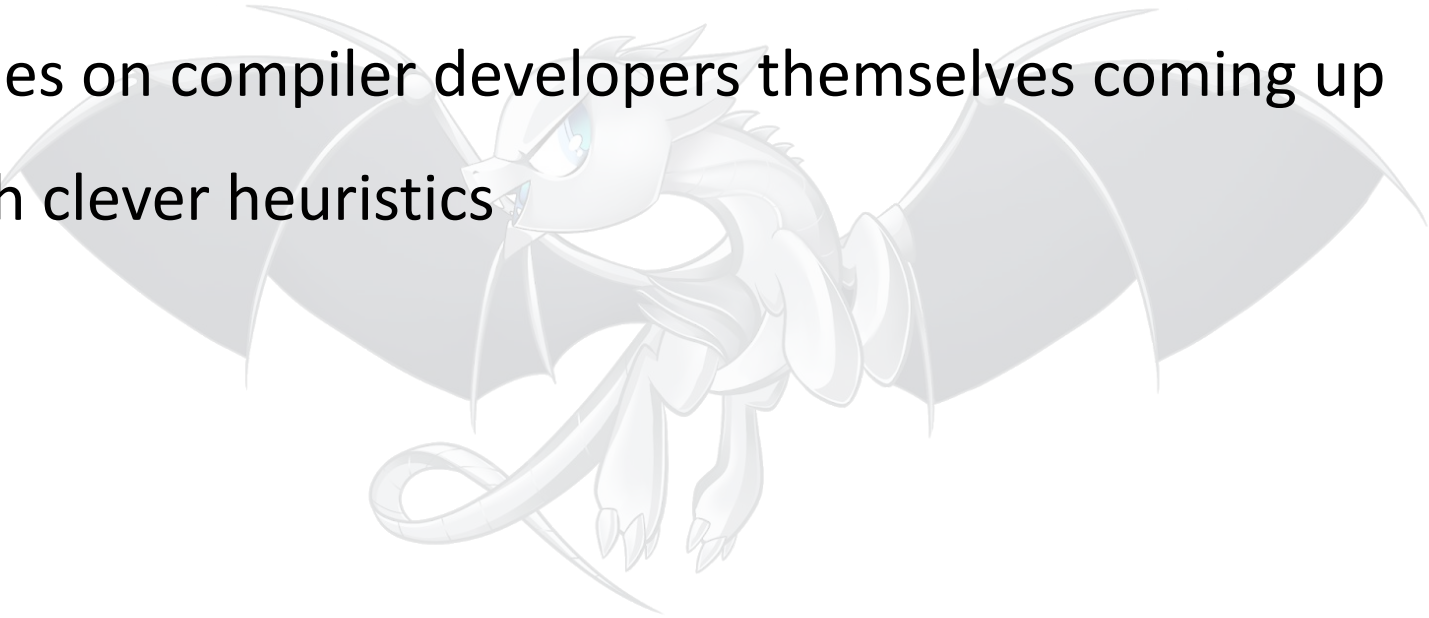 es on compiler developers themselves coming up
h clever heuristics